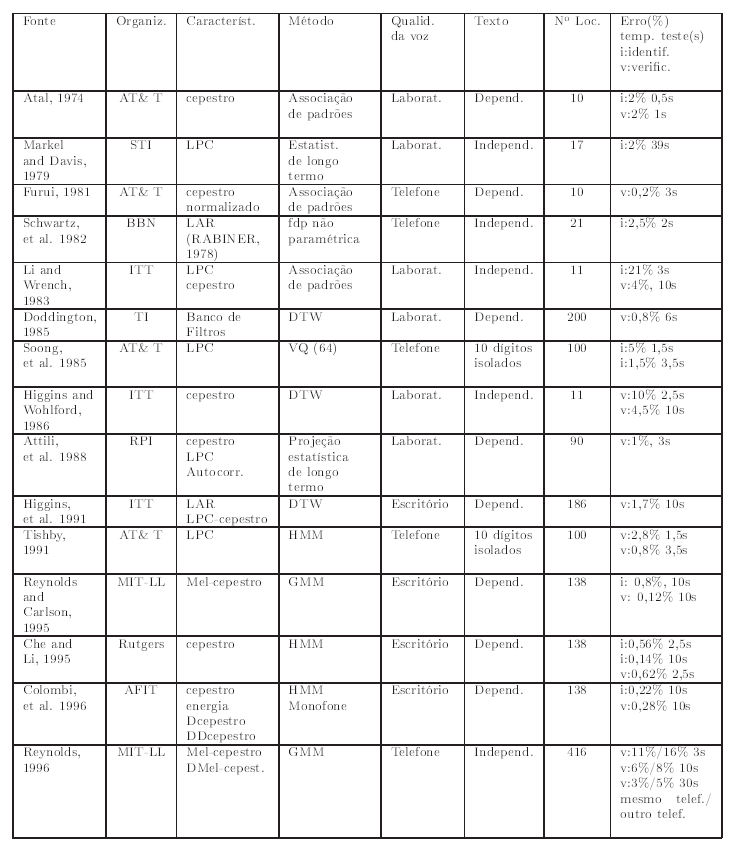 Fonte Organiz. Característ. Método Qualid. Texto Nº Loc. Erro(%)
da voz temp. teste(s)
i:identif.
v:verific.
Atal, 1974 AT& T cepestro Associação Laborat. Depend. 10 i:2% 0,5s
de padrões v:2% 1s
Markel STI LPC Estatist. Laborat. Independ. 17 i:2% 39s
and Davis, de longo
1979 termo
Furui, 1981 AT& T cepestro Associação Telefone Depend. 10 v:0,2% 3s
normalizado de padrões
Schwartz, BBN LAR fdp não Telefone Independ. 21 i:2,5% 2s
et al. 1982 (RABINER, paramétrica
1978)
Li and ITT LPC Associação Laborat. Independ. 11 i:21% 3s
Wrench, cepestro de padrões v:4%, 10s
1983
Doddington, TI Banco de DTW Laborat. Depend. 200 v:0,8% 6s
1985 Filtros
Soong, AT& T LPC VQ (64) Telefone 10 dígitos 100 i:5% 1,5s
et al. 1985 isolados i:1,5% 3,5s
Higgins and ITT cepestro DTW Laborat. Independ. 11 v:10% 2,5s
Wohlford, v:4,5% 10s
1986
Attili, RPI cepestro Projeção Laborat. Depend. 90 v:1%, 3s
et al. 1988 LPC estatística
Autocorr. de longo
termo
Higgins, ITT LAR DTW Escritório Depend. 186 v:1,7% 10s
et al. 1991 LPC-cepestro
Tishby, AT& T LPC HMM Telefone 10 dígitos 100 v:2,8% 1,5s
1991 isolados v:0,8% 3,5s
Reynolds MIT-LL Mel-cepestro GMM Escritório Depend. 138 i: 0,8%, 10s
and v: 0,12% 10s
Carlson,
1995
Che and Rutgers cepestro HMM Escritório Depend. 138 i:0,56% 2,5s
Li, 1995 i:0,14% 10s
v:0,62% 2,5s
Colombi, AFIT cepestro HMM Escritório Depend. 138 i:0,22% 10s
et al. 1996 energia Monofone v:0,28% 10s
Dcepestro
DDcepestro
Reynolds, MIT-LL Mel-cepestro GMM Telefone Independ. 416 v:11%/16% 3s
1996 DMel-cepest. v:6%/8% 10s
v:3%/5% 30s
mesmo telef./
outro telef.